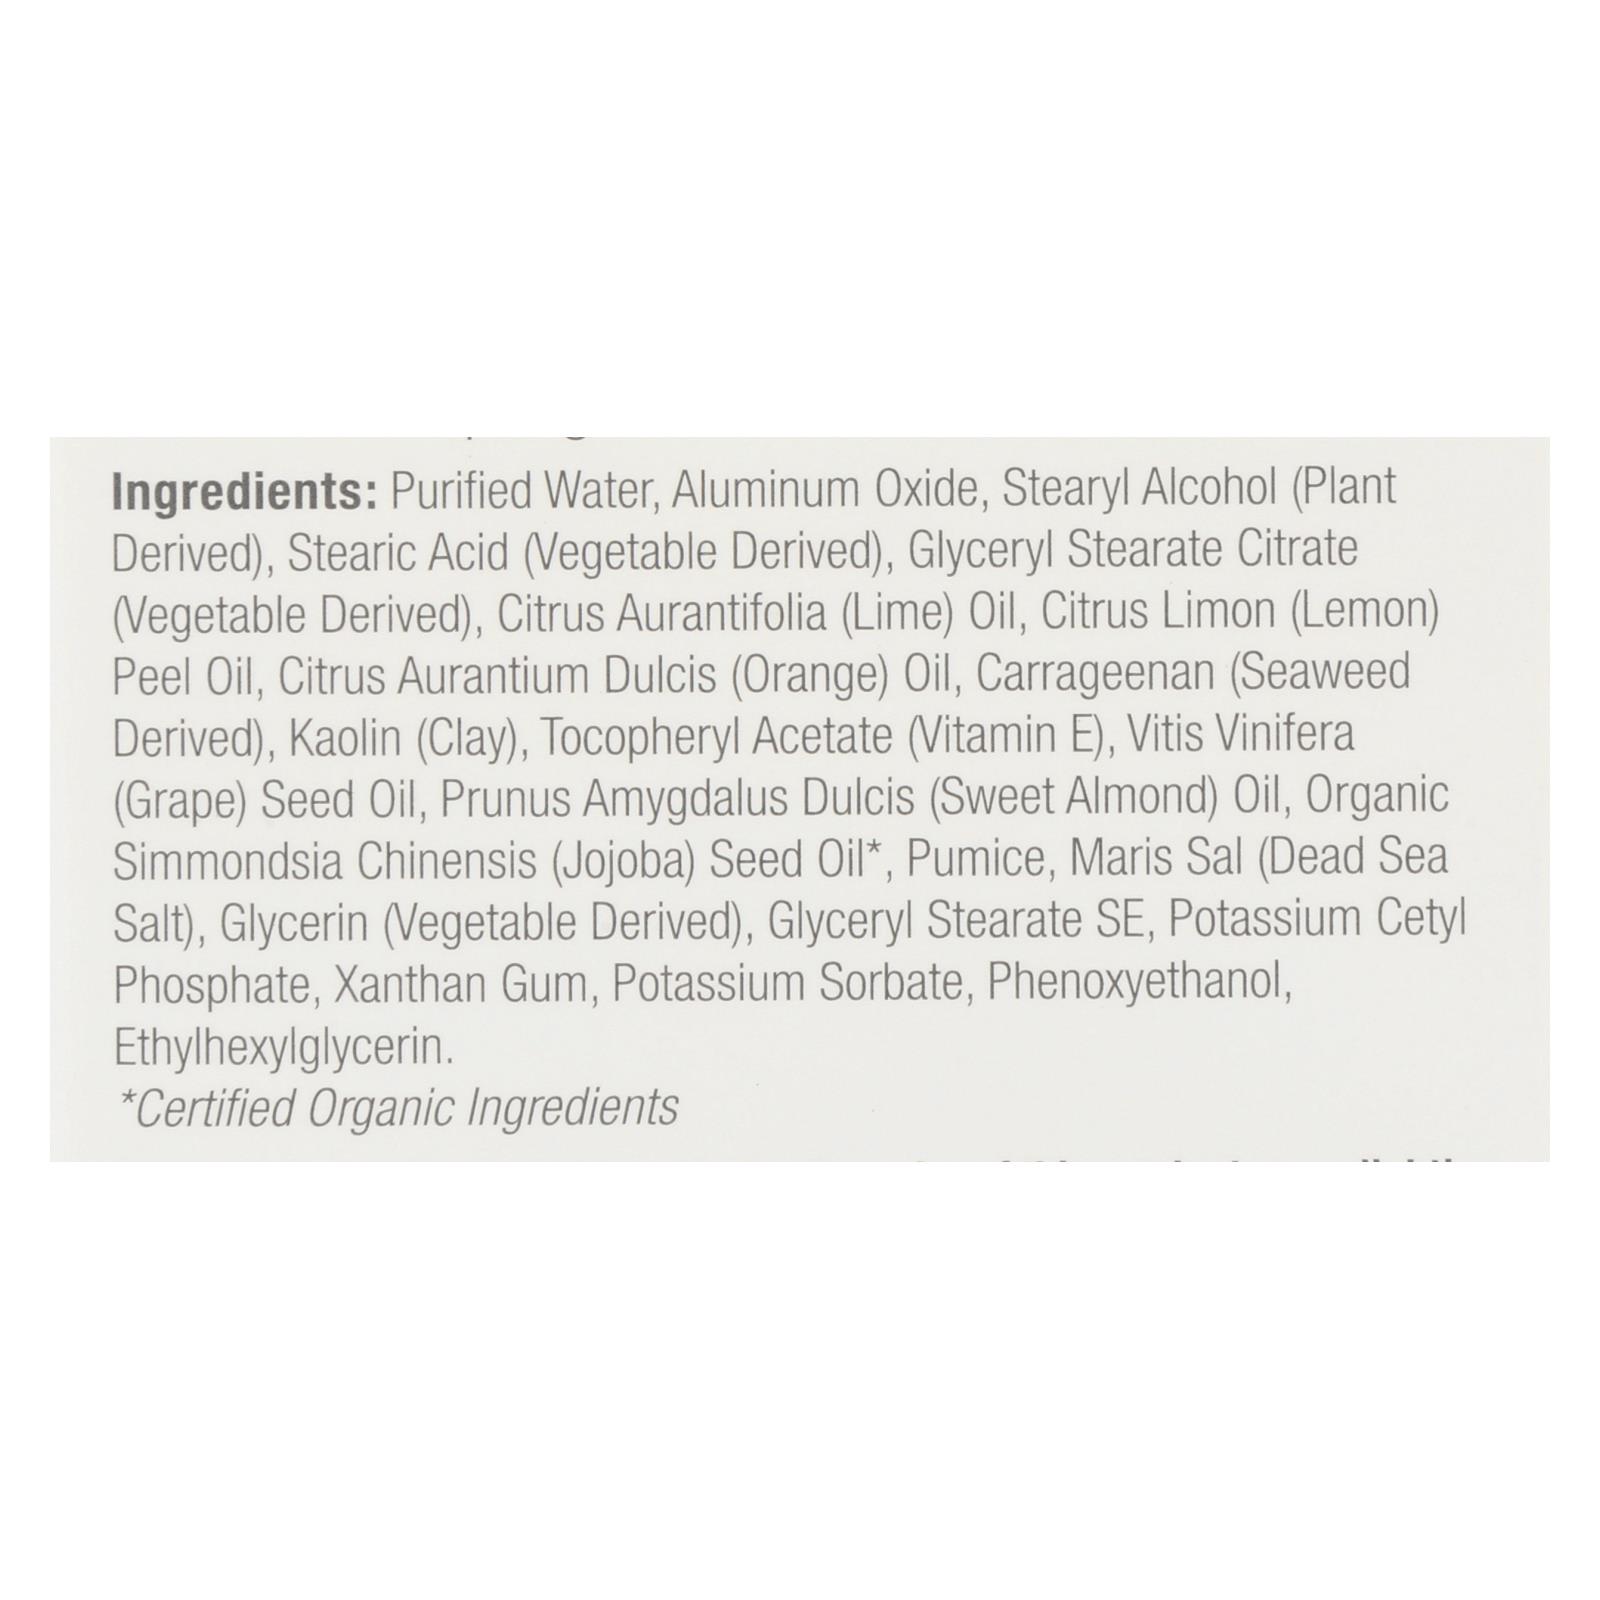 Ingredients: Purified Water, Aluminum Oxide, Stearyl Alcohol (Plant
Derived), Stearic Acid (Vegetable Derived), Glyceryl Stearate Citrate
(Vegetable Derived), Citrus Aurantifolia (Lime) Oil, Citrus Limon (Lemon)
Peel Oil, Citrus Aurantium Dulcis (Orange) Oil, Carrageenan (Seaweed
Derived), Kaolin (Clay), Tocopheryl Acetate (Vitamin E), Vitis Vinifera
(Grape) Seed Oil, Prunus Amygdalus Dulcis (Sweet Almond) Oil, Organic
Simmondsia Chinensis (Jojoba) Seed Oil*, Pumice, Maris Sal (Dead Sea
Salt), Glycerin (Vegetable Derived), Glyceryl Stearate SE, Potassium Cetyl
Phosphate, Xanthan Gum, Potassium Sorbate, Phenoxyethanol,
Ethylhexylglycerin.
*Certified Organic Ingredients